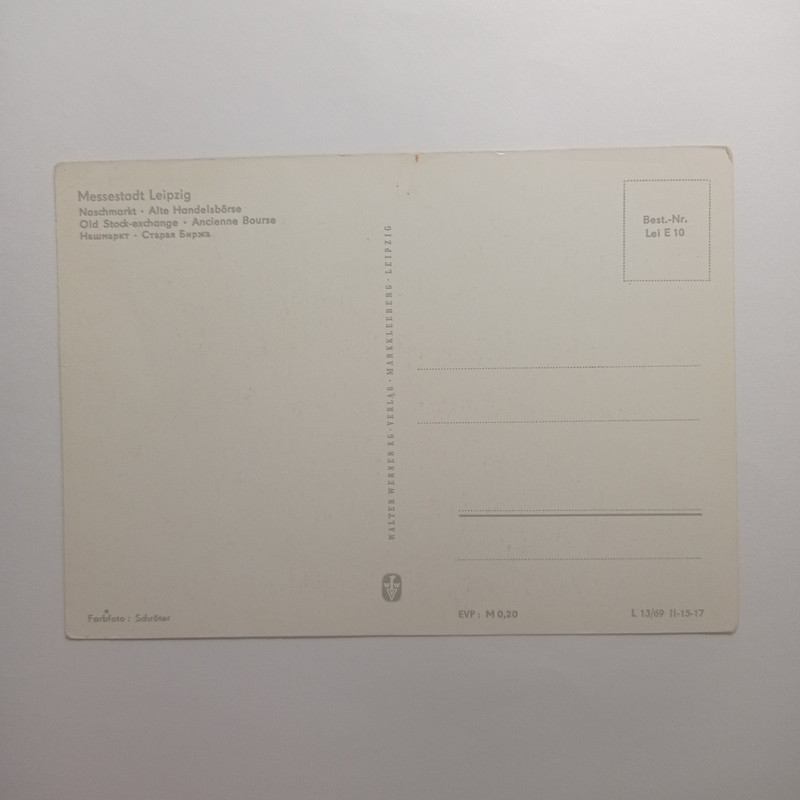 Messestadt Leipzig
Naschmarkt · Alte Handelsbörse
Old Stock-exchange · Ancienne Bourse
Нашмаркт · Старая Биржа
Best.-Nr.
Lei E 10
WALTER WERNER KG · VERLAG · MARKKLEEBERG · LEIPZIG
Farbfoto: Schröter
EVP: M 0,20
L 13/69 II-15-17